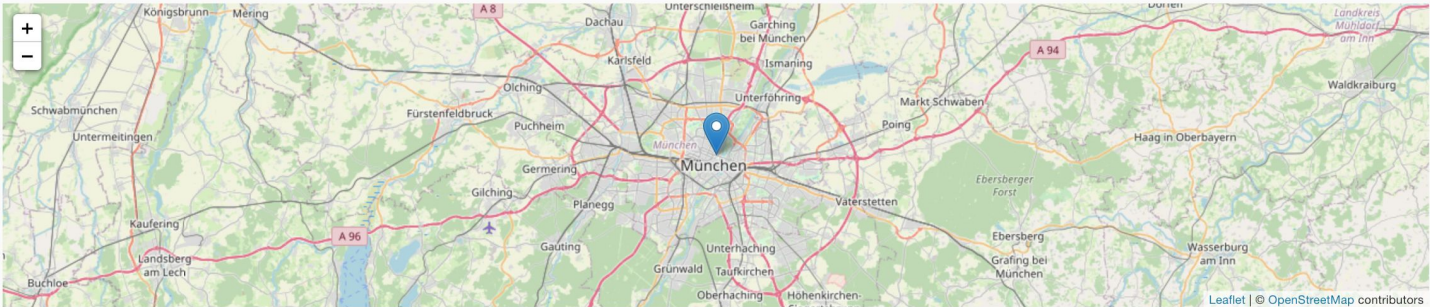 Königsbrunn
Mering
A 8
Unterschleißheim
Dorfen
Landkreis
Mühldorf
am Inn
+
−
Dachau
Garching
bei München
Karlsfeld
Ismaning
A 94
Olching
Unterföhring
Waldkraiburg
Schwabmünchen
Fürstenfeldbruck
Markt Schwaben
Puchheim
Poing
Untermeitingen
Haag in Oberbayern
München
München
Germering
Ebersberger
Forst
Gilching
Planegg
Vaterstetten
Kaufering
A 96
Ebersberg
Gauting
Unterhaching
Wasserburg
am Inn
Landsberg
am Lech
Grünwald
Taufkirchen
Grafing bei
München
Buchloe
Oberhaching
Höhenkirchen-
Leaflet | © OpenStreetMap contributors